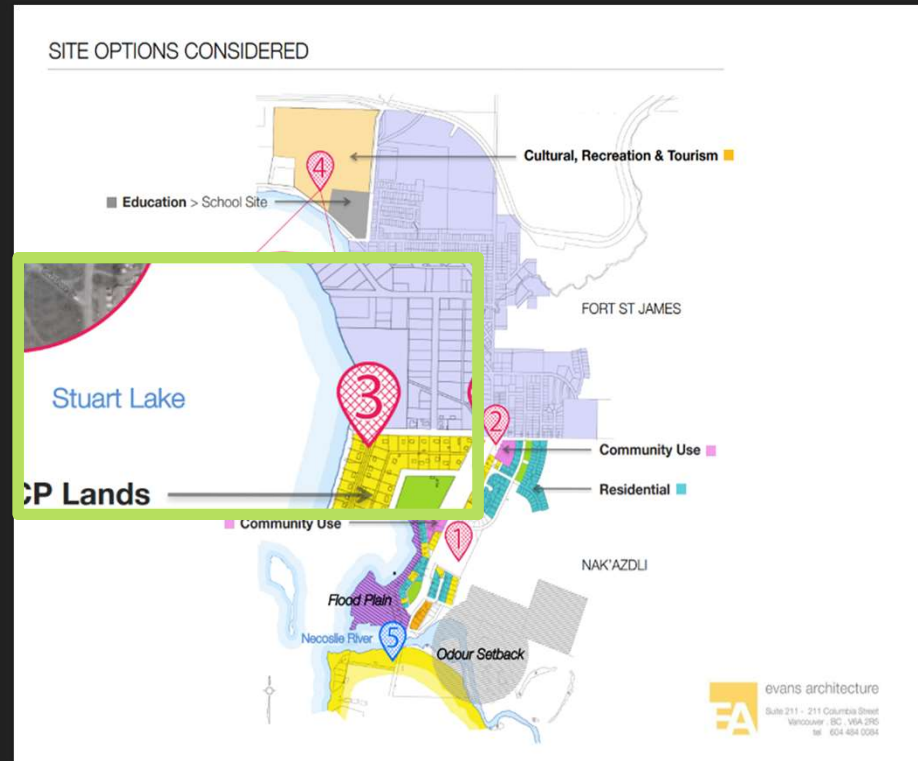 SITE OPTIONS CONSIDERED
4
Cultural, Recreation & Tourism
Education > School Site
FORT ST JAMES
Stuart Lake
3
2
Community Use
Residential
CP Lands
Community Use
1
NAK'AZDLI
Flood Plain
Necoslie River
5
Odour Setback
EA
evans architecture
Suite 211 - 211 Columbia Street
Vancouver . BC . V6A 2R5
tel 604 484 0084